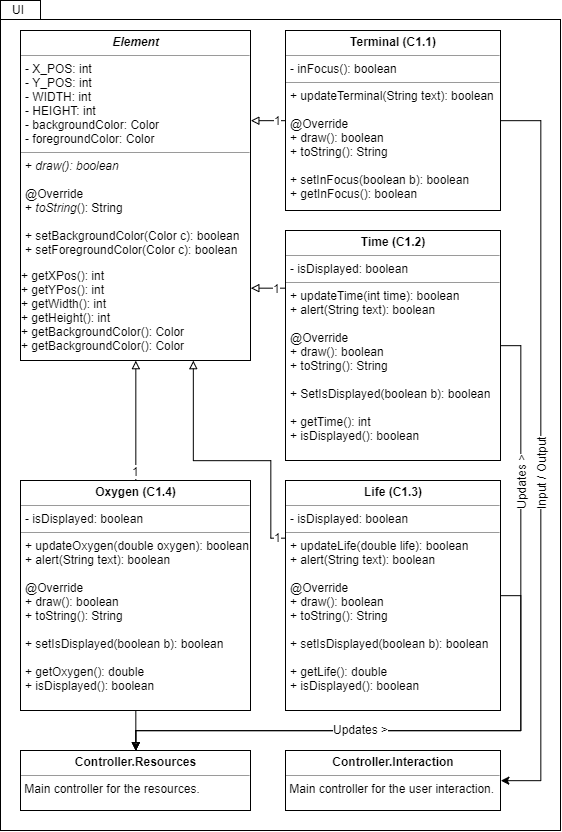 UI
Element
- X_POS: int
- Y_POS: int
- WIDTH: int
- HEIGHT: int
- backgroundColor: Color
- foregroundColor: Color
+ draw(): boolean
@Override
+ toString(): String
+ setBackgroundColor(Color c): boolean
+ setForegroundColor(Color c): boolean
+ getXPos(): int
+ getYPos(): int
+ getWidth(): int
+ getHeight(): int
+ getBackgroundColor(): Color
+ getBackgroundColor(): Color
Terminal (C1.1)
- inFocus(): boolean
+ updateTerminal(String text): boolean
@Override
+ draw(): boolean
+ toString(): String
+ setInFocus(boolean b): boolean
+ getInFocus(): boolean
1
Time (C1.2)
- isDisplayed: boolean
+ updateTime(int time): boolean
+ alert(String text): boolean
@Override
+ draw(): boolean
+ toString(): String
+ SetIsDisplayed(boolean b): boolean
+ getTime(): int
+ isDisplayed(): boolean
1
Updates >
Input / Output
1
Oxygen (C1.4)
- isDisplayed: boolean
+ updateOxygen(double oxygen): boolean
+ alert(String text): boolean
@Override
+ draw(): boolean
+ toString(): String
+ setIsDisplayed(boolean b): boolean
+ getOxygen(): double
+ isDisplayed(): boolean
1
Life (C1.3)
- isDisplayed: boolean
+ updateLife(double life): boolean
+ alert(String text): boolean
@Override
+ draw(): boolean
+ toString(): String
+ setIsDisplayed(boolean b): boolean
+ getLife(): double
+ isDisplayed(): boolean
Updates >
Controller.Resources
Main controller for the resources.
Controller.Interaction
Main controller for the user interaction.